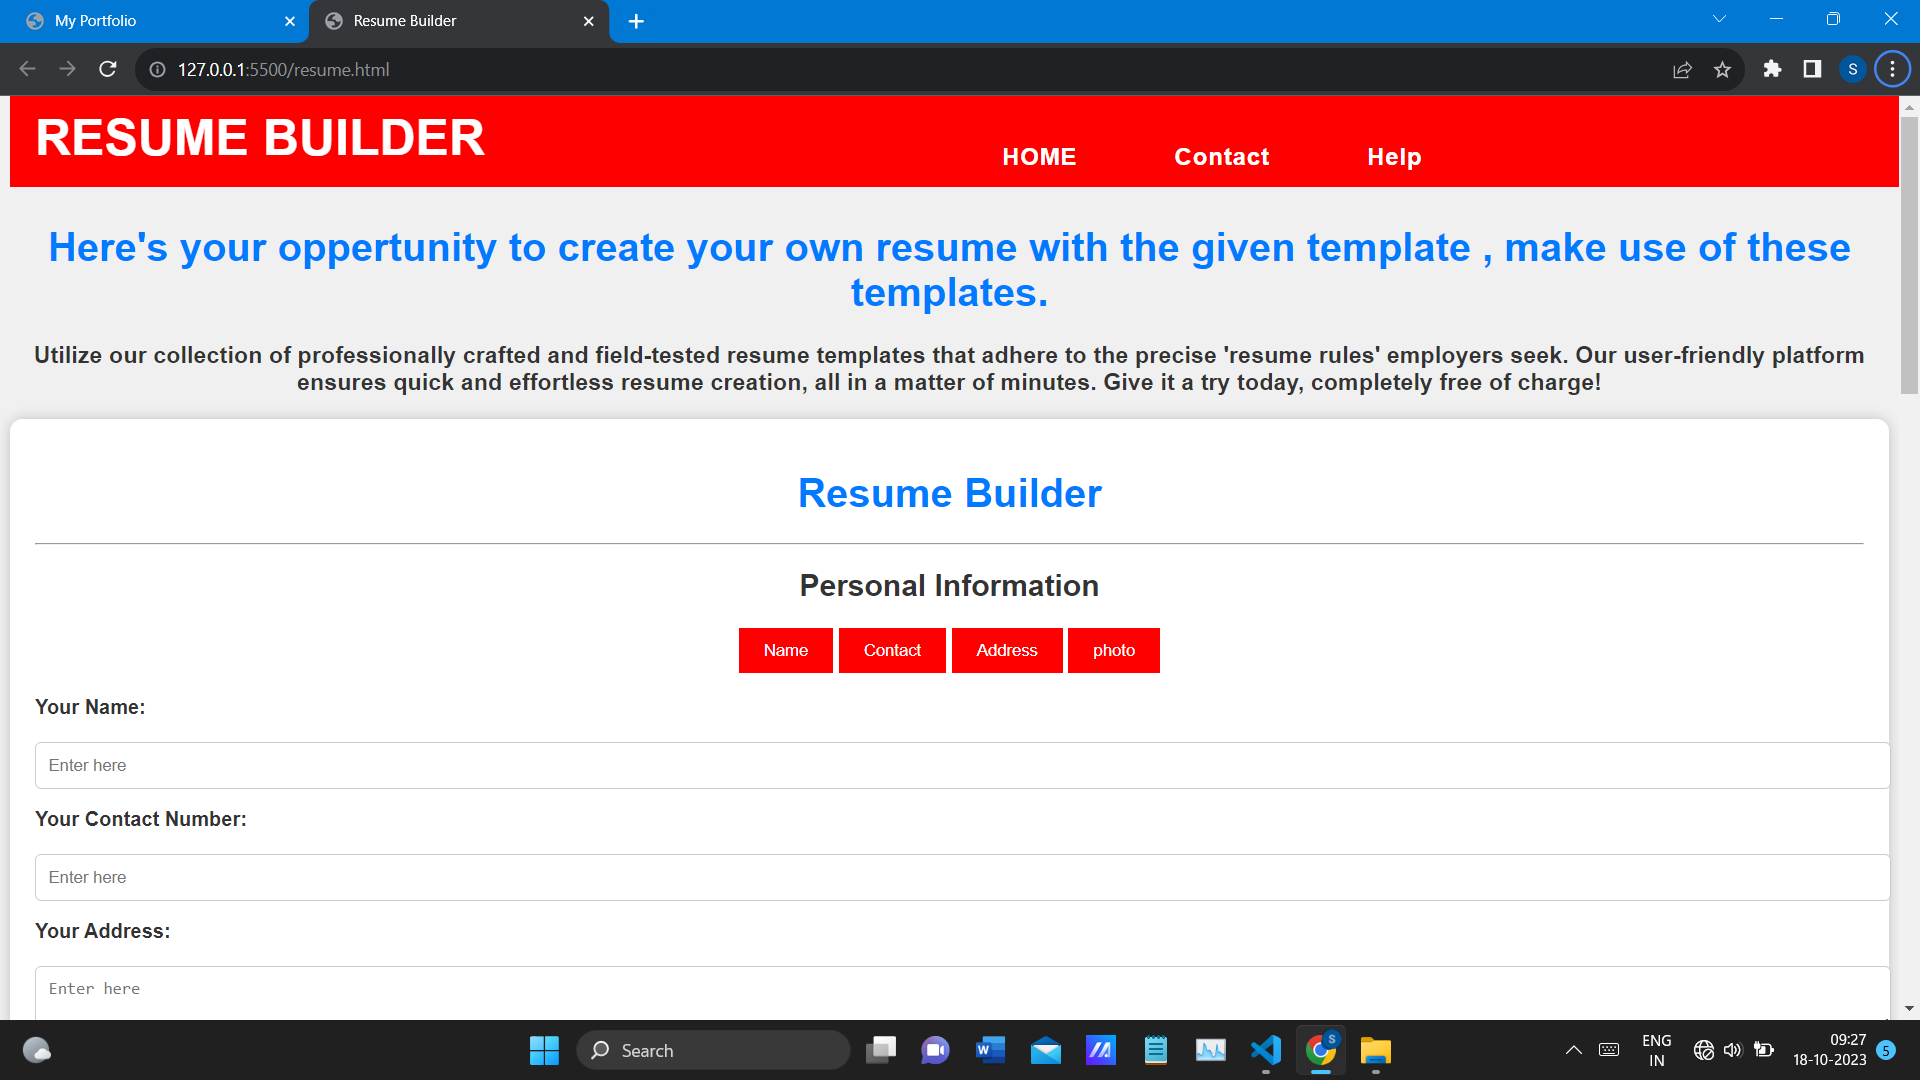 My Portfolio
Resume Builder
127.0.0.1:5500/resume.html
S
RESUME BUILDER
HOME Contact Help
Here's your oppertunity to create your own resume with the given template , make use of these
templates.
Utilize our collection of professionally crafted and field-tested resume templates that adhere to the precise 'resume rules' employers seek. Our user-friendly platform
ensures quick and effortless resume creation, all in a matter of minutes. Give it a try today, completely free of charge!
Resume Builder
Personal Information
Name Contact Address photo
Your Name:
Enter here
Your Contact Number:
Enter here
Your Address:
Enter here
Search
W
S
ENG
IN
09:27
18-10-2023
5